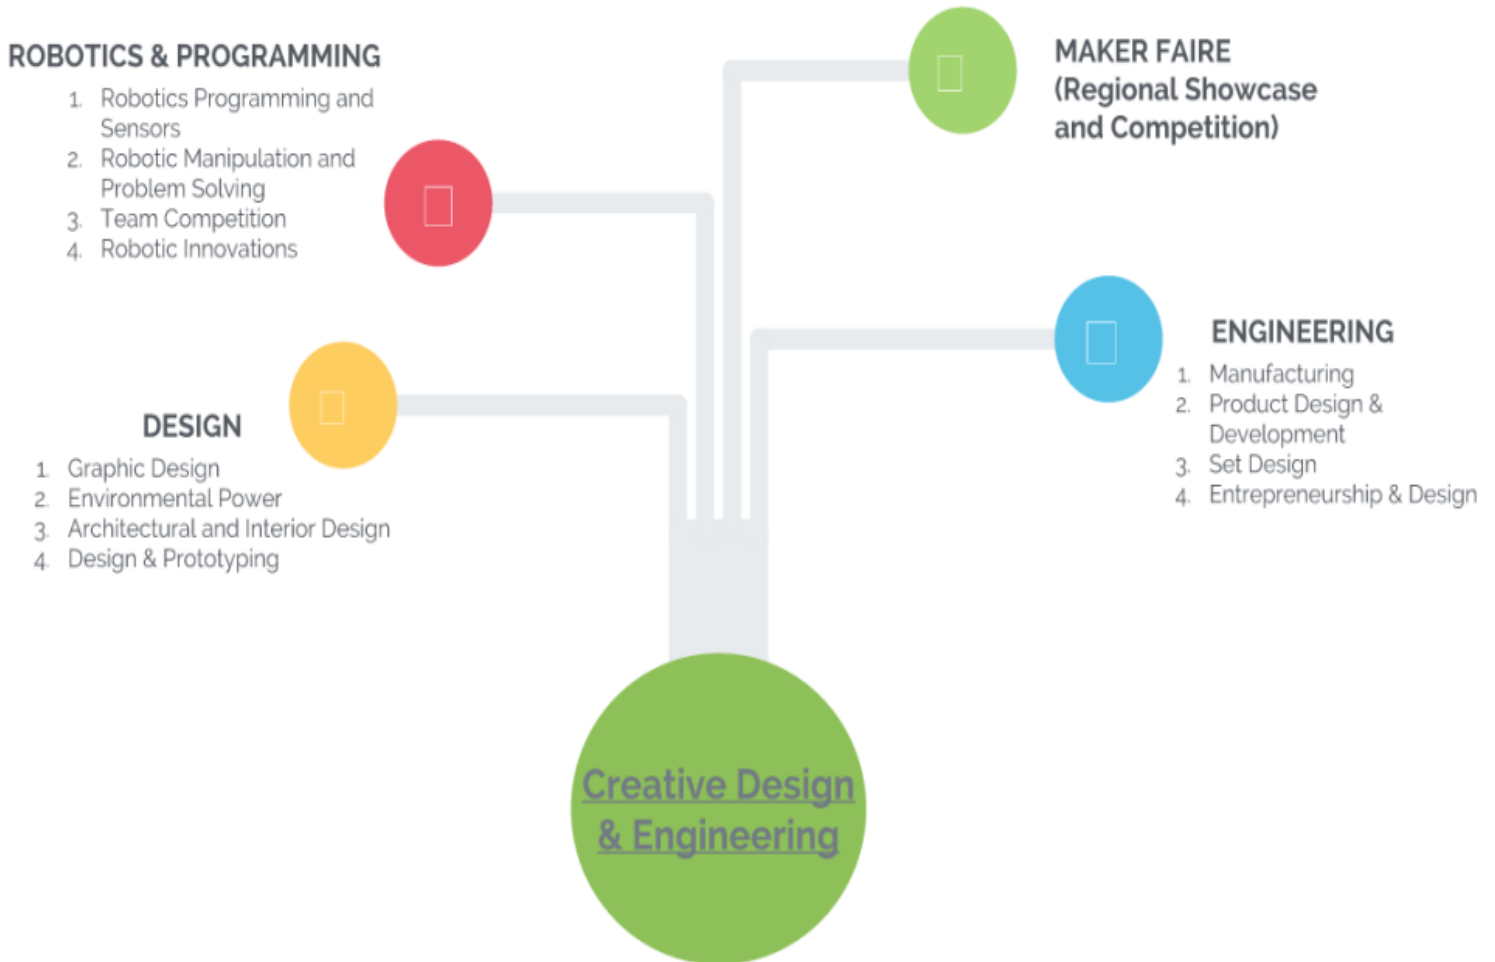 ROBOTICS & PROGRAMMING
1. Robotics Programming and
Sensors
2. Robotic Manipulation and
Problem Solving
3. Team Competition
4. Robotic Innovations
MAKER FAIRE
(Regional Showcase
and Competition)
DESIGN
1. Graphic Design
2. Environmental Power
3. Architectural and Interior Design
4. Design & Prototyping
ENGINEERING
1. Manufacturing
2. Product Design &
Development
3. Set Design
4. Entrepreneurship & Design
Creative Design
& Engineering